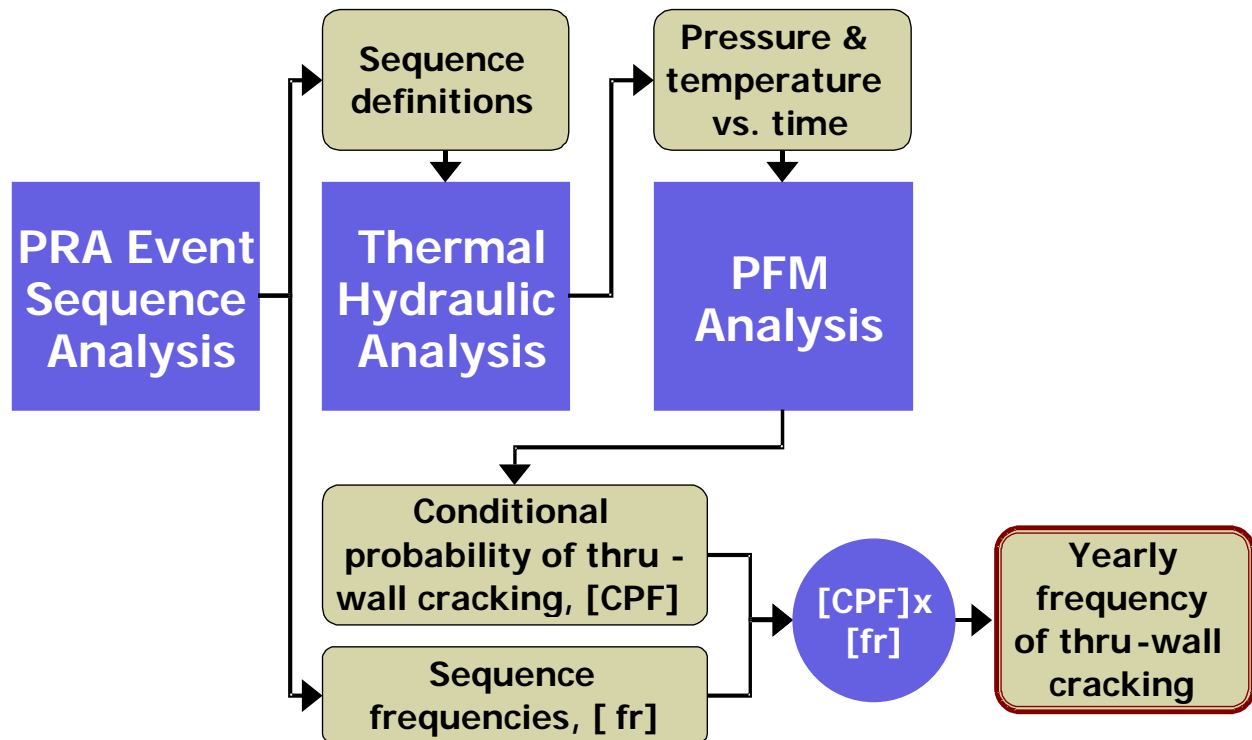 Sequence
definitions
Pressure &
temperature
vs. time
PRA Event
Sequence
Analysis
Thermal
Hydraulic
Analysis
PFM
Analysis
Conditional
probability of thru -
wall cracking, [CPF]
Sequence
frequencies, [ fr]
[CPF]x
[fr]
Yearly
frequency
of thru-wall
cracking